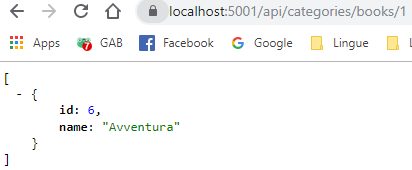 localhost:5001/api/categories/books/1
Apps GAB Facebook Google Lingue
[
- {
id: 6,
name: "Avventura"
}
]